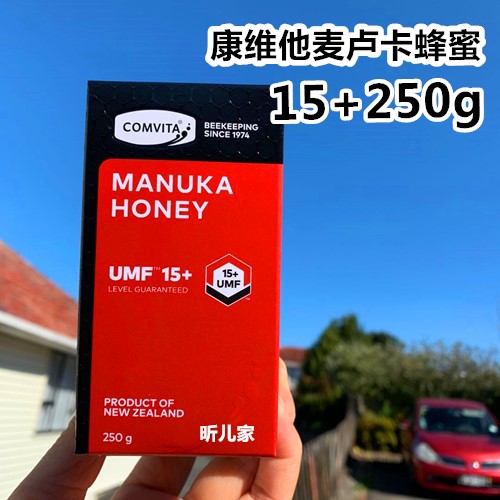 康维他麦卢卡蜂蜜
15+250g
COMVITA®
BEEKEEPING
SINCE 1974
MANUKA
HONEY
UMF™ 15+
LEVEL GUARANTEED
15+
UMF™
PRODUCT OF
NEW ZEALAND
250 g
昕儿家